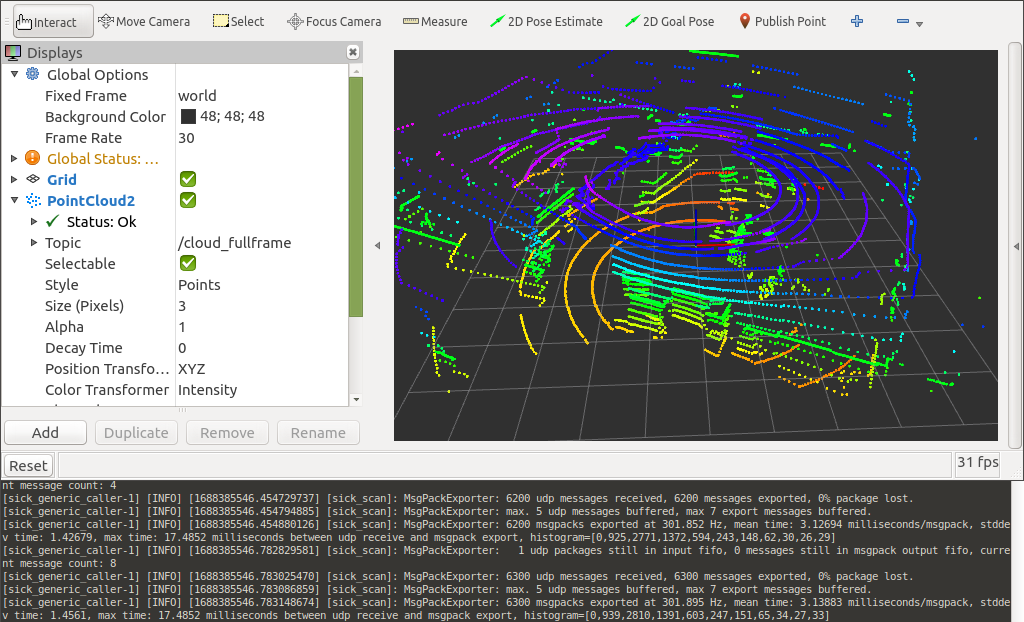 Interact Move Camera Select Focus Camera Measure 2D Pose Estimate 2D Goal Pose Publish Point
Displays
Global Options
Fixed Frame world
Background Color 48; 48; 48
Frame Rate 30
Global Status: ...
Grid
PointCloud2
Status: Ok
Topic /cloud_fullframe
Selectable
Style Points
Size (Pixels) 3
Alpha 1
Decay Time 0
Position Transfo... XYZ
Color Transformer Intensity
Add Duplicate Remove Rename
Reset 31 fps
nt message count: 4
[sick_generic_caller-1] [INFO] [1688385546.454729737] [sick_scan]: MsgPackExporter: 6200 udp messages received, 6200 messages exported, 0% package lost.
[sick_generic_caller-1] [INFO] [1688385546.454794885] [sick_scan]: MsgPackExporter: max. 5 udp messages buffered, max 7 export messages buffered.
[sick_generic_caller-1] [INFO] [1688385546.454880126] [sick_scan]: MsgPackExporter: 6200 msgpacks exported at 301.852 Hz, mean time: 3.12694 milliseconds/msgpack, stdde
v time: 1.42679, max time: 17.4852 milliseconds between udp receive and msgpack export, histogram=[0,925,2771,1372,594,243,148,62,30,26,29]
[sick_generic_caller-1] [INFO] [1688385546.782829581] [sick_scan]: MsgPackExporter:   1 udp packages still in input fifo, 0 messages still in msgpack output fifo, curre
nt message count: 8
[sick_generic_caller-1] [INFO] [1688385546.783025470] [sick_scan]: MsgPackExporter: 6300 udp messages received, 6300 messages exported, 0% package lost.
[sick_generic_caller-1] [INFO] [1688385546.783086859] [sick_scan]: MsgPackExporter: max. 5 udp messages buffered, max 7 export messages buffered.
[sick_generic_caller-1] [INFO] [1688385546.783148674] [sick_scan]: MsgPackExporter: 6300 msgpacks exported at 301.895 Hz, mean time: 3.13883 milliseconds/msgpack, stdde
v time: 1.4561, max time: 17.4852 milliseconds between udp receive and msgpack export, histogram=[0,939,2810,1391,603,247,151,65,34,27,33]